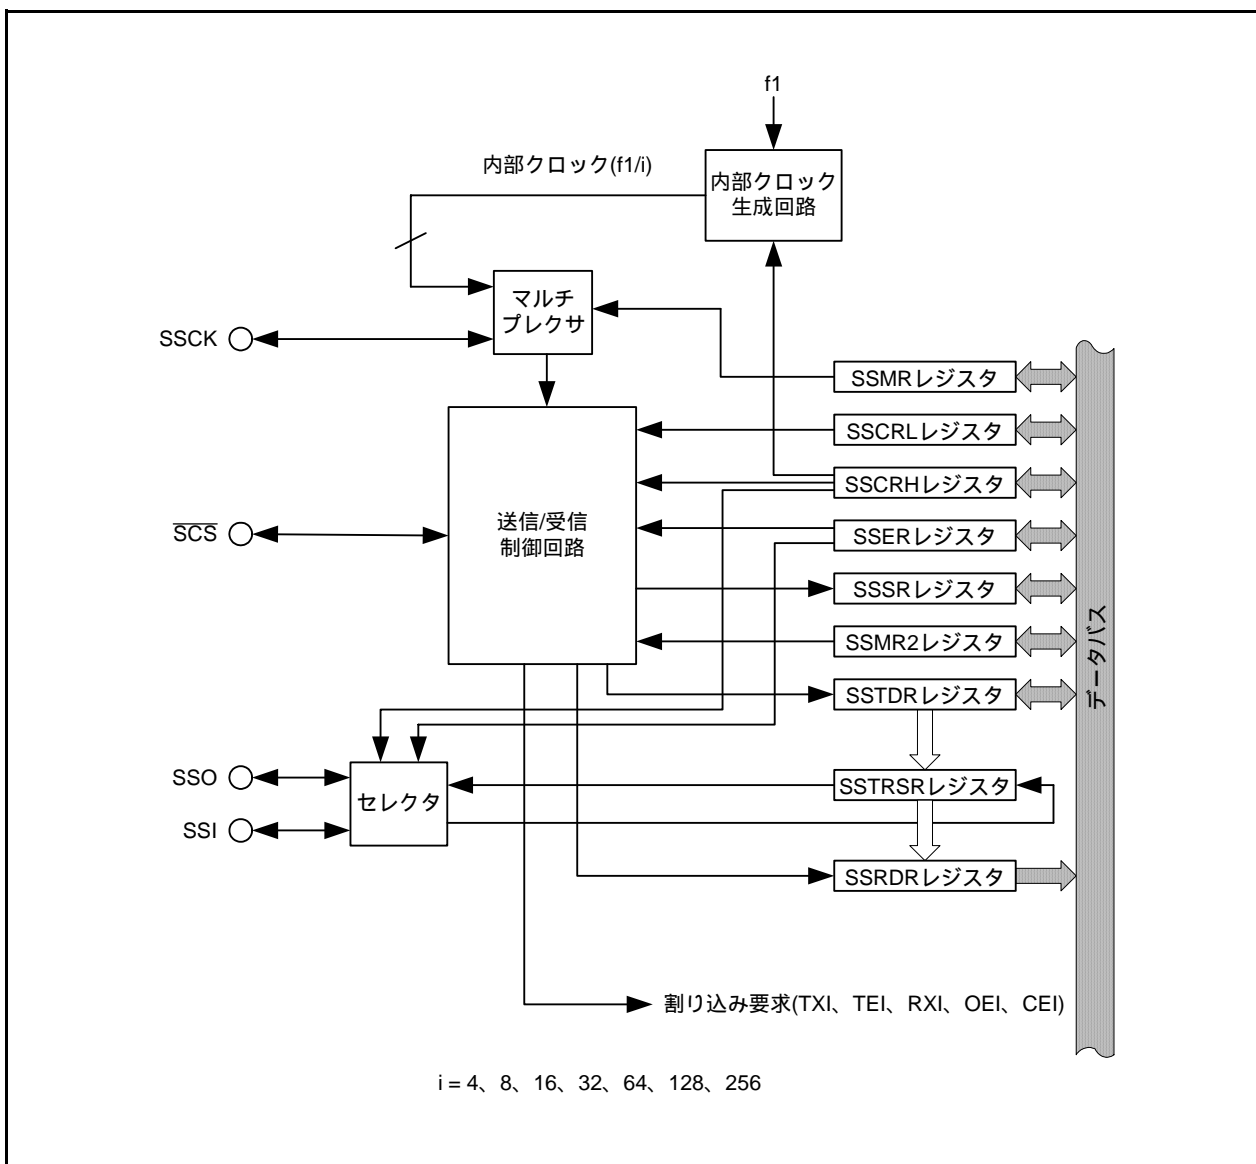 f1
内部クロック(f1/i)
内部クロック
生成回路
マルチ
プレクサ
SSCK
SSMRレジスタ
SSCRLレジスタ
SSCRHレジスタ
送信/受信
制御回路
SCS
SSERレジスタ
SSSRレジスタ
SSMR2レジスタ
データバス
SSTDRレジスタ
SSO
SSTRSRレジスタ
セレクタ
SSI
SSRDRレジスタ
割り込み要求(TXI、TEI、RXI、OEI、CEI)
i = 4、8、16、32、64、128、256